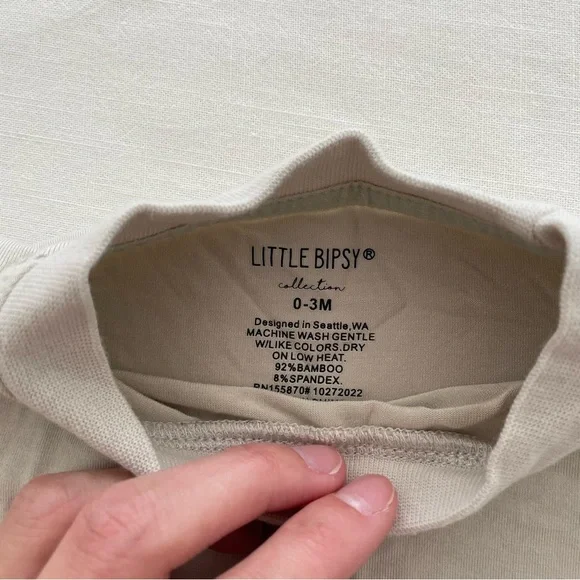 LITTLE BIPSY®
collection
0-3M
Designed in Seattle,WA
MACHINE WASH GENTLE
W/LIKE COLORS.DRY
ON LOW HEAT.
92%BAMBOO
8%SPANDEX.
RN155870# 10272022